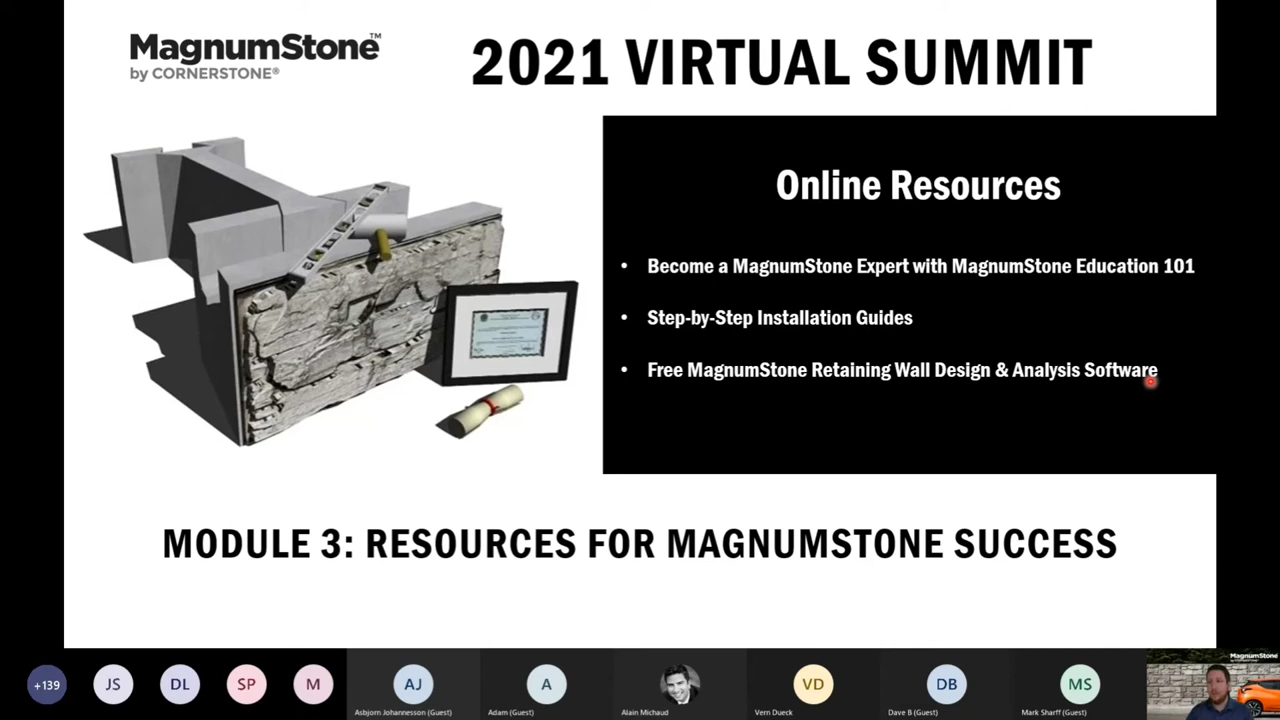 MagnumStone™
by CORNERSTONE®
2021 VIRTUAL SUMMIT
Online Resources
• Become a MagnumStone Expert with MagnumStone Education 101
• Step-by-Step Installation Guides
• Free MagnumStone Retaining Wall Design & Analysis Software
MODULE 3: RESOURCES FOR MAGNUMSTONE SUCCESS
+139
JS
DL
SP
M
AJ
Asbjorn Johannesson (Guest)
A
Adam (Guest)
Alain Michaud
VD
Vern Dueck
DB
Dave B (Guest)
MS
Mark Sharff (Guest)
MagnumStone